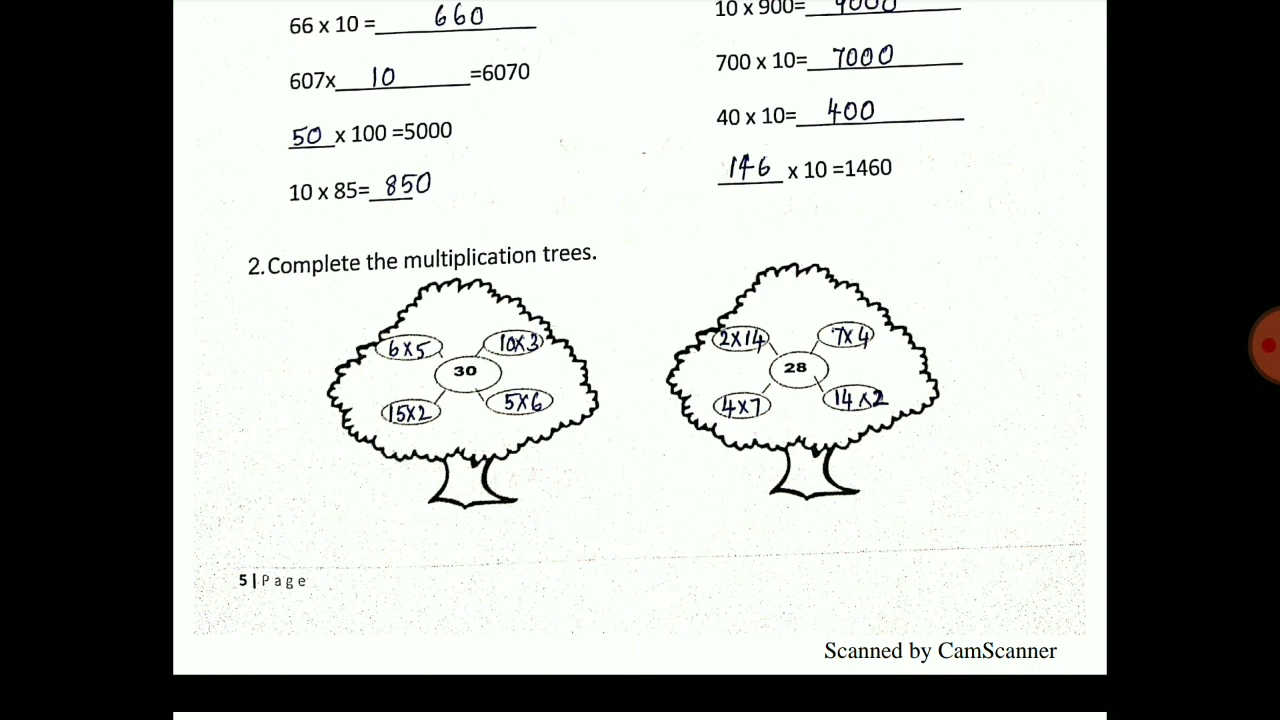 66 x 10 = 660
10 x 900= 9000
607x 10 =6070
700 x 10= 7000
50 x 100 =5000
40 x 10= 400
10 x 85= 850
146 x 10 =1460
2. Complete the multiplication trees.
6x5 10x3
30
15x2 5x6
2x14 7x4
28
4x7 14x2
5 | Page
Scanned by CamScanner